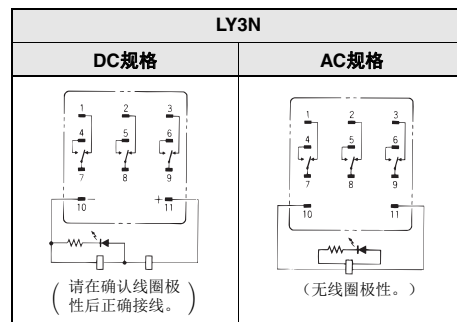 LY3N
DC规格
AC规格
1 2 3
4 5 6
7 8 9
10 - + 11
(请在确认线圈极
性后正确接线。)
1 2 3
4 5 6
7 8 9
10 11
(无线圈极性。)